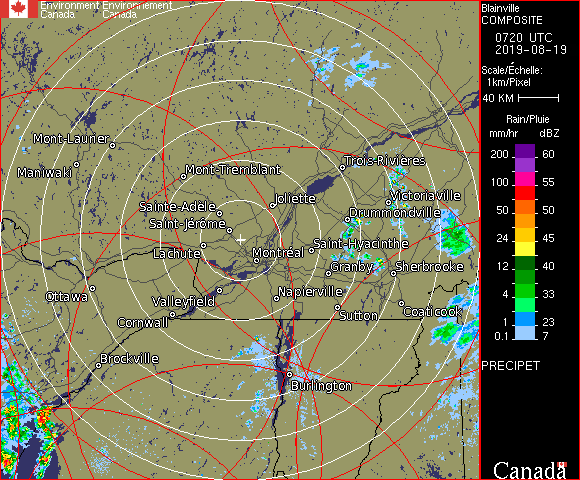 Environment Environnement
Canada Canada
Blainville
COMPOSITE
0720 UTC
2019-08-19
Scale/Échelle:
1km/Pixel
40 KM
Rain/Pluie
mm/hr dBZ
200 60
100 55
50 50
24 45
12 40
4 33
1 23
0.1 7
PRECIPET
Canada
Mont-Laurier
Maniwaki
Mont-Tremblant
Trois-Rivières
Joliette
Victoriaville
Sainte-Adele
Drummondville
Saint-Jérôme
Saint-Hyacinthe
Lachute
Montréal
Granby
Sherbrooke
Ottawa
Valleyfield
Napierville
Coaticook
Cornwall
Sutton
Brockville
Burlington